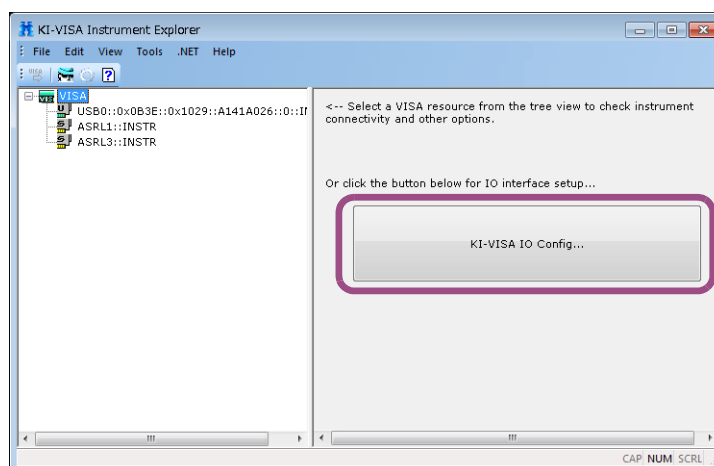 KI-VISA Instrument Explorer
File Edit View Tools .NET Help
VISA
USB0::0x0B3E::0x1029::A141A026::0::II
ASRL1::INSTR
ASRL3::INSTR
<-- Select a VISA resource from the tree view to check instrument
connectivity and other options.
Or click the button below for IO interface setup...
KI-VISA IO Config...
CAP NUM SCRL